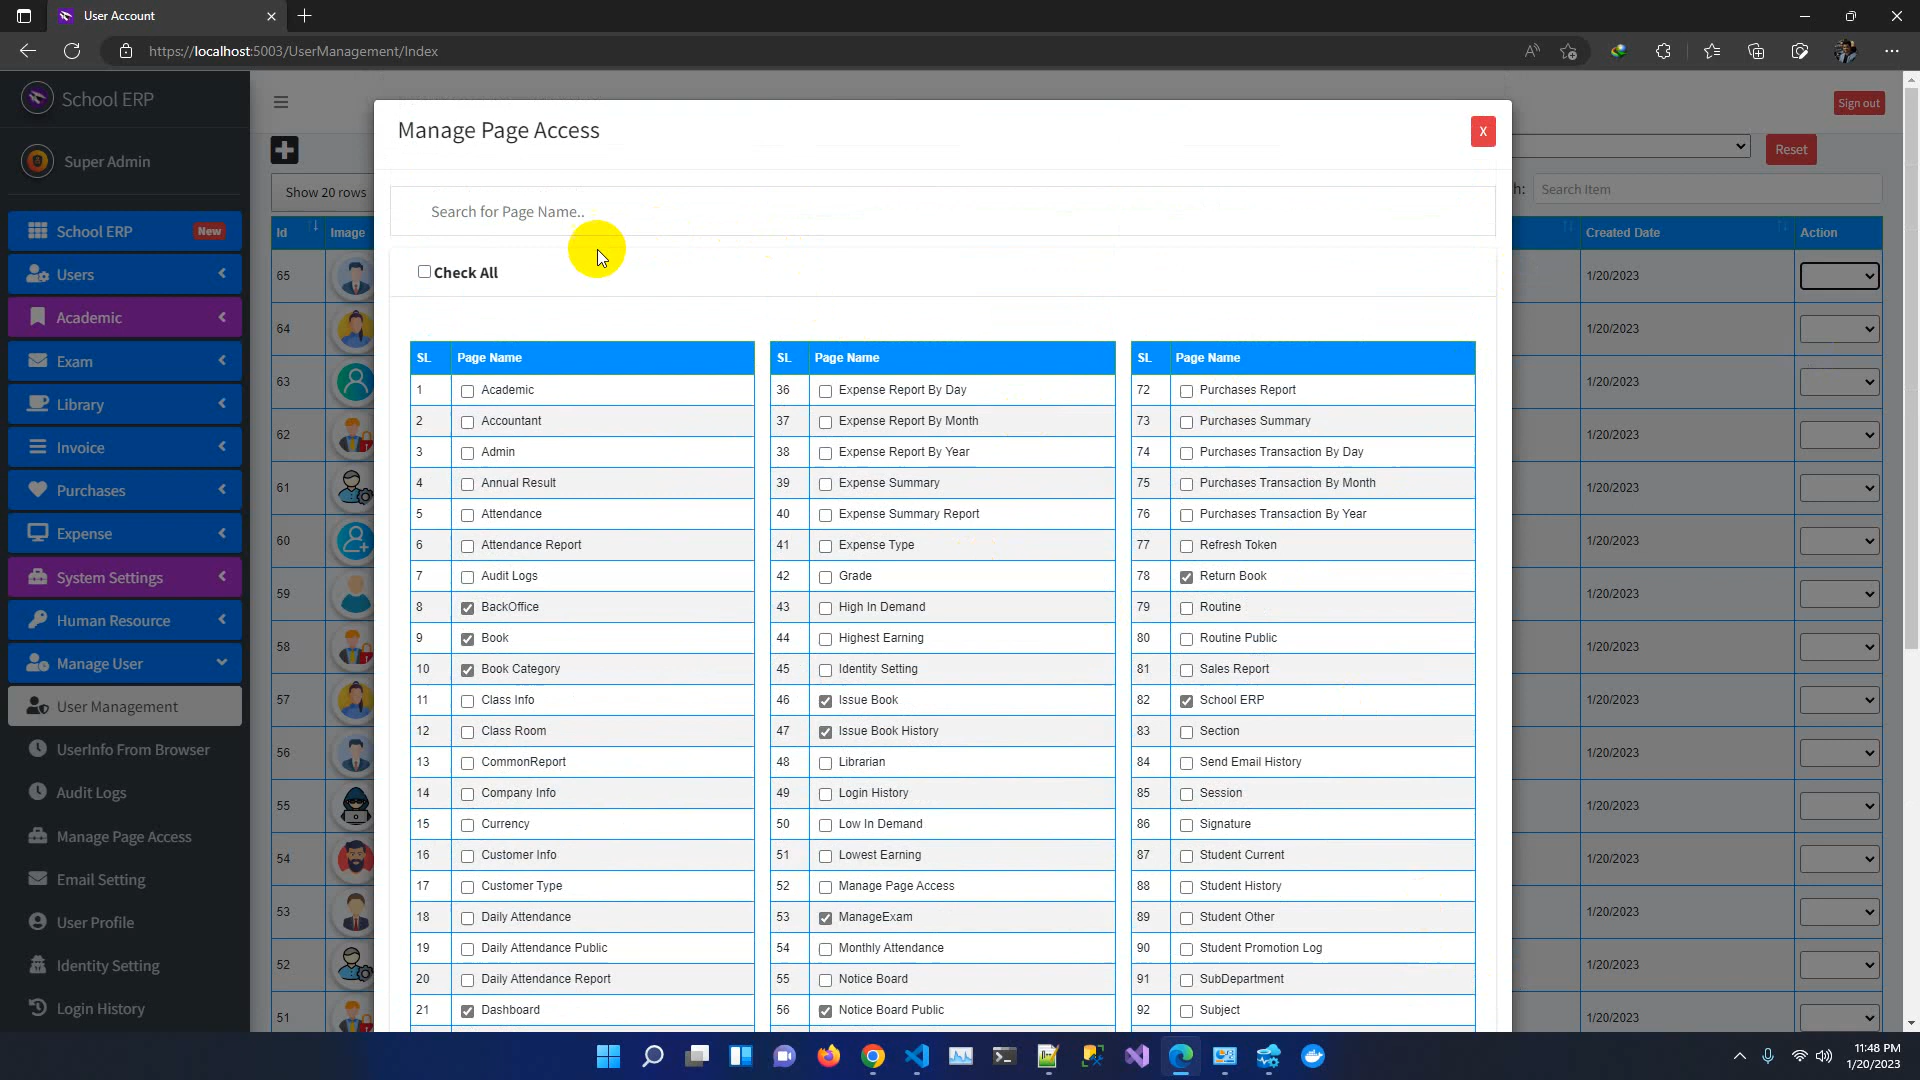 User Account
https://localhost:5003/UserManagement/Index
School ERP
Super Admin
School ERP New
Users
Academic
Exam
Library
Invoice
Purchases
Expense
System Settings
Human Resource
Manage User
User Management
UserInfo From Browser
Audit Logs
Manage Page Access
Email Setting
User Profile
Identity Setting
Login History
Sign out
Reset
Show 20 rows
h: Search Item
Id Image Created Date Action
65 1/20/2023
64 1/20/2023
63 1/20/2023
62 1/20/2023
61 1/20/2023
60 1/20/2023
59 1/20/2023
58 1/20/2023
57 1/20/2023
56 1/20/2023
55 1/20/2023
54 1/20/2023
53 1/20/2023
52 1/20/2023
51 1/20/2023
Manage Page Access X
Search for Page Name..
Check All
SL Page Name
1 Academic
2 Accountant
3 Admin
4 Annual Result
5 Attendance
6 Attendance Report
7 Audit Logs
8 BackOffice
9 Book
10 Book Category
11 Class Info
12 Class Room
13 CommonReport
14 Company Info
15 Currency
16 Customer Info
17 Customer Type
18 Daily Attendance
19 Daily Attendance Public
20 Daily Attendance Report
21 Dashboard
SL Page Name
36 Expense Report By Day
37 Expense Report By Month
38 Expense Report By Year
39 Expense Summary
40 Expense Summary Report
41 Expense Type
42 Grade
43 High In Demand
44 Highest Earning
45 Identity Setting
46 Issue Book
47 Issue Book History
48 Librarian
49 Login History
50 Low In Demand
51 Lowest Earning
52 Manage Page Access
53 ManageExam
54 Monthly Attendance
55 Notice Board
56 Notice Board Public
SL Page Name
72 Purchases Report
73 Purchases Summary
74 Purchases Transaction By Day
75 Purchases Transaction By Month
76 Purchases Transaction By Year
77 Refresh Token
78 Return Book
79 Routine
80 Routine Public
81 Sales Report
82 School ERP
83 Section
84 Send Email History
85 Session
86 Signature
87 Student Current
88 Student History
89 Student Other
90 Student Promotion Log
91 SubDepartment
92 Subject
11:48 PM
1/20/2023